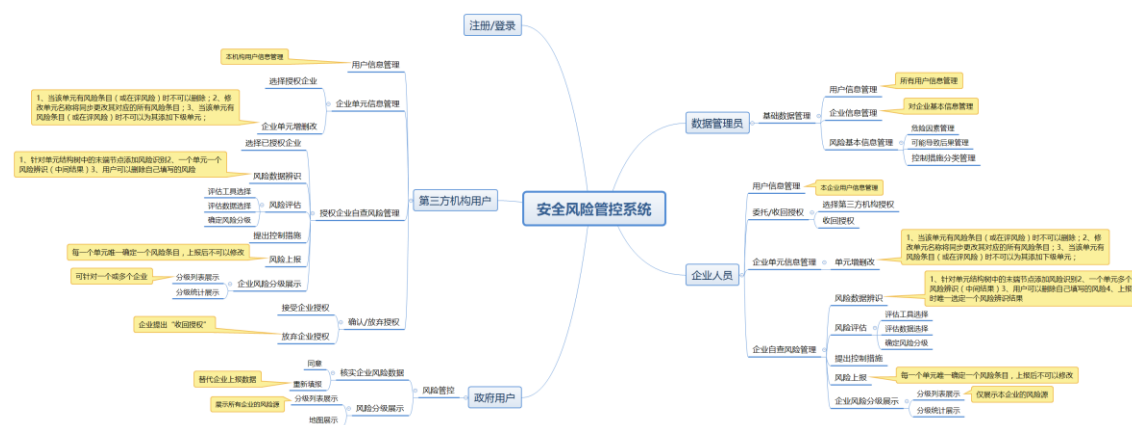 安全风险管控系统
注册/登录
第三方机构用户
用户信息管理
本机构用户信息管理
企业单元信息管理
选择授权企业
企业单元增删改
1、当该单元有风险条目（或在评风险）时不可以删除；2、修
改单元名称将同步更改其对应的所有风险条目；3、当该单元有
风险条目（或在评风险）时不可以为其添加下级单元；
授权企业自查风险管理
选择已授权企业
风险数据辨识
1、针对单元结构树中的末端节点添加风险识别2、一个单元一个
风险辨识（中间结果）3、用户可以删除自己填写的风险
风险评估
评估工具选择
评估数据选择
确定风险分级
提出控制措施
风险上报
每一个单元唯一确定一个风险条目，上报后不可以修改
企业风险分级展示
分级列表展示
分级统计展示
可针对一个或多个企业
确认/放弃授权
接受企业授权
放弃企业授权
企业提出“收回授权”
政府用户
风险管控
核实企业风险数据
同意
重新填报
替代企业上报数据
风险分级展示
分级列表展示
展示所有企业的风险源
地图展示
数据管理员
基础数据管理
用户信息管理
所有用户信息管理
企业信息管理
对企业基本信息管理
风险基本信息管理
危险因素管理
可能导致后果管理
控制措施分类管理
企业人员
用户信息管理
本企业用户信息管理
委托/收回授权
选择第三方机构授权
收回授权
企业单元信息管理
单元增删改
1、当该单元有风险条目（或在评风险）时不可以删除；2、修
改单元名称将同步更改其对应的所有风险条目；3、当该单元有
风险条目（或在评风险）时不可以为其添加下级单元；
企业自查风险管理
风险数据辨识
1、针对单元结构树中的末端节点添加风险识别2、一个单元多个
风险辨识（中间结果）3、用户可以删除自己填写的风险4、上报
时唯一选定一个风险辨识结果
风险评估
评估工具选择
评估数据选择
确定风险分级
提出控制措施
风险上报
每一个单元唯一确定一个风险条目，上报后不可以修改
企业风险分级展示
分级列表展示
仅展示本企业的风险源
分级统计展示